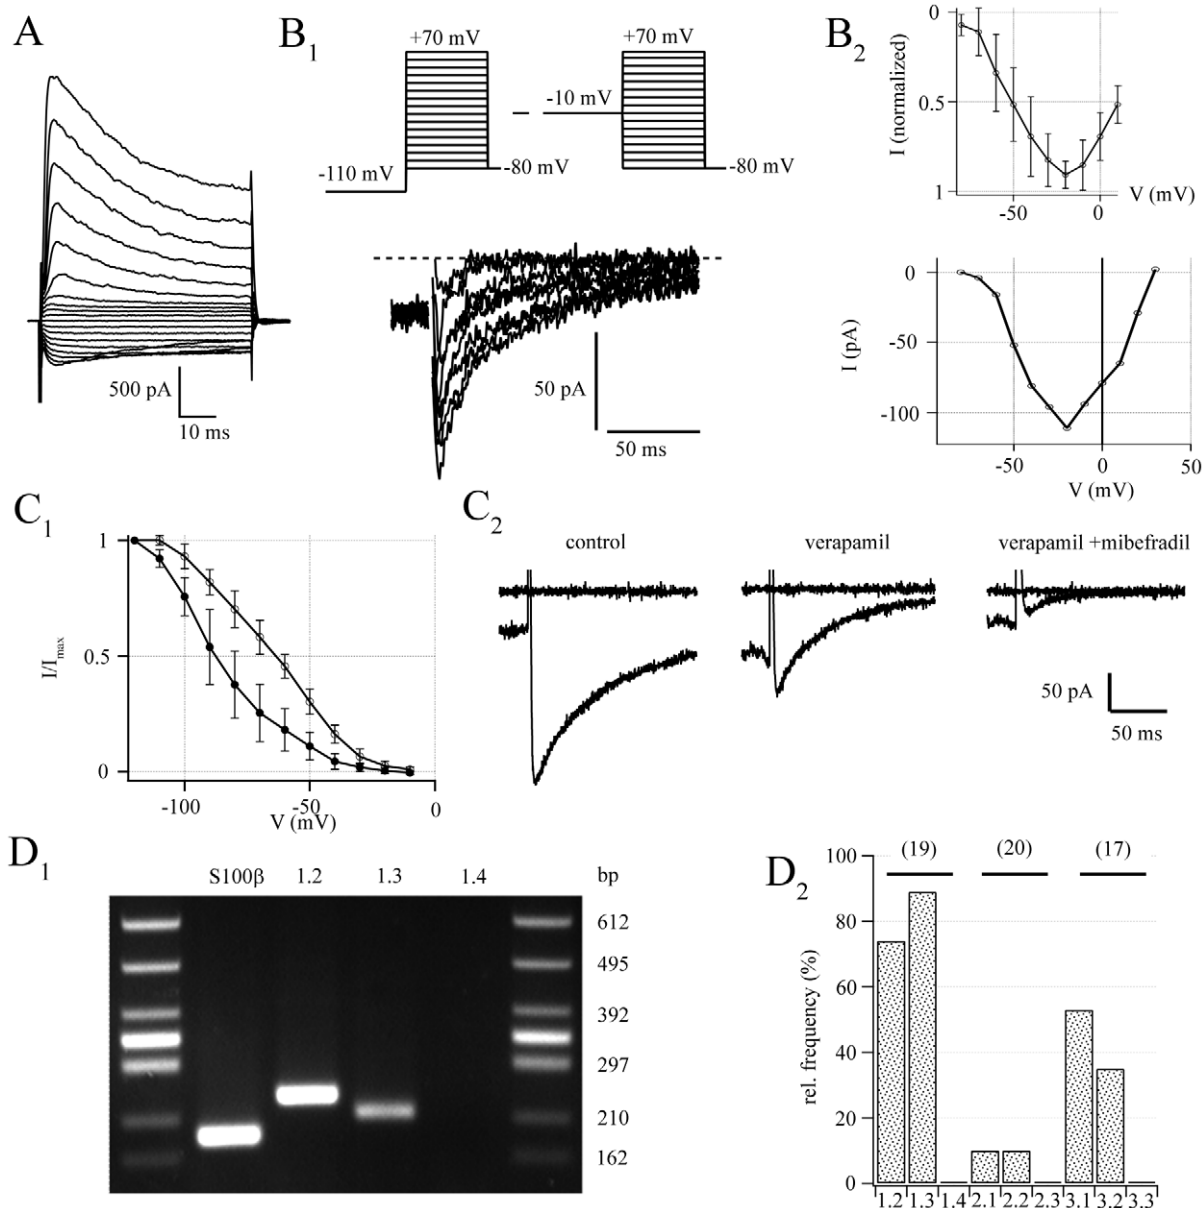 A
500 pA
10 ms
B1
+70 mV
+70 mV
-10 mV
-110 mV
-80 mV
-80 mV
50 pA
50 ms
B2
I (normalized)
0
0.5
1
-50
0
V (mV)
I (pA)
0
-50
-100
-50
0
50
V (mV)
C1
I/Imax
1
0.5
0
-100
-50
0
V (mV)
C2
control
verapamil
verapamil +mibefradil
50 pA
50 ms
D1
S100β 1.2 1.3 1.4 bp
612
495
392
297
210
162
D2
rel. frequency (%)
100
80
60
40
20
0
(19) (20) (17)
1.2 1.3 1.4 2.1 2.2 2.3 3.1 3.2 3.3